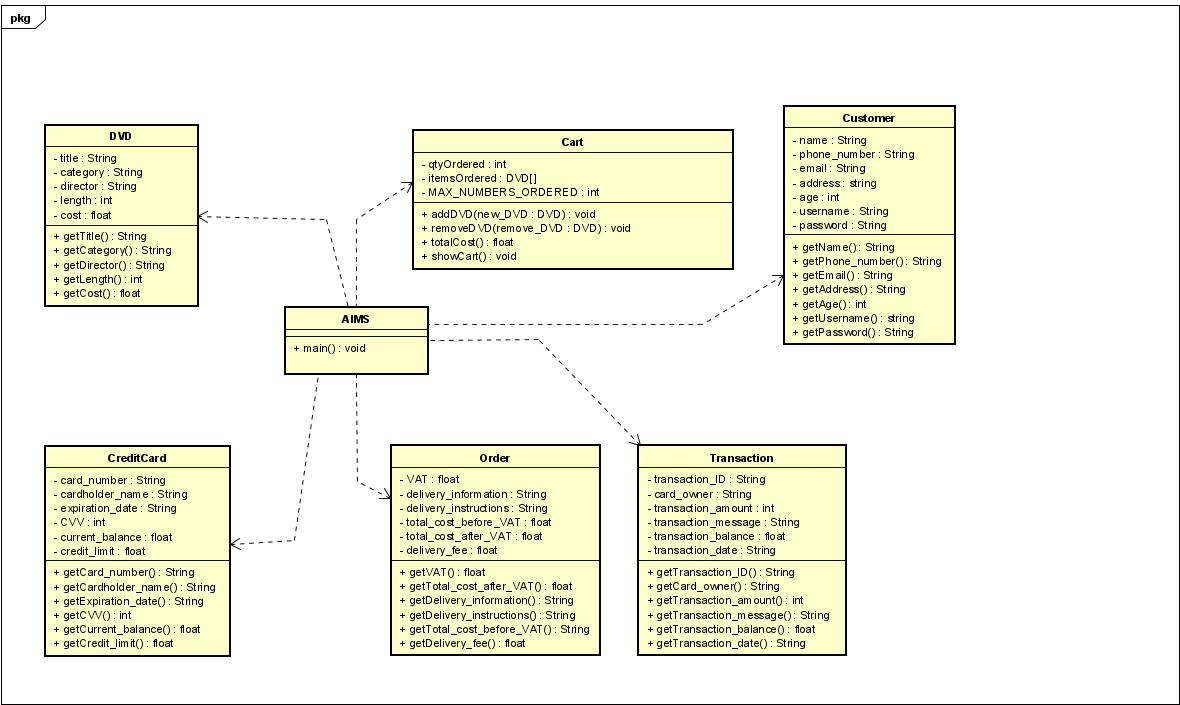 pkg
DVD
- title : String
- category : String
- director : String
- length : int
- cost : float
+ getTitle() : String
+ getCategory() : String
+ getDirector() : String
+ getLength() : int
+ getCost() : float
Cart
- qtyOrdered : int
- itemsOrdered : DVD[]
- MAX_NUMBERS_ORDERED : int
+ addDVD(new_DVD : DVD) : void
+ removeDVD(remove_DVD : DVD) : void
+ totalCost() : float
+ showCart() : void
Customer
- name : String
- phone_number : String
- email : String
- address : string
- age : int
- username : String
- password : String
+ getName() : String
+ getPhone_number() : String
+ getEmail() : String
+ getAddress() : String
+ getAge() : int
+ getUsername() : string
+ getPassword() : String
AIMS
+ main() : void
CreditCard
- card_number : String
- cardholder_name : String
- expiration_date : String
- CVV : int
- current_balance : float
- credit_limit : float
+ getCard_number() : String
+ getCardholder_name() : String
+ getExpiration_date() : String
+ getCVV() : int
+ getCurrent_balance() : float
+ getCredit_limit() : float
Order
- VAT : float
- delivery_information : String
- delivery_instructions : String
- total_cost_before_VAT : float
- total_cost_after_VAT : float
- delivery_fee : float
+ getVAT() : float
+ getTotal_cost_after_VAT() : float
+ getDelivery_information() : String
+ getDelivery_instructions() : String
+ getTotal_cost_before_VAT() : String
+ getDelivery_fee() : float
Transaction
- transaction_ID : String
- card_owner : String
- transaction_amount : int
- transaction_message : String
- transaction_balance : float
- transaction_date : String
+ getTransaction_ID() : String
+ getCard_owner() : String
+ getTransaction_amount() : int
+ getTransaction_message() : String
+ getTransaction_balance() : float
+ getTransaction_date() : String